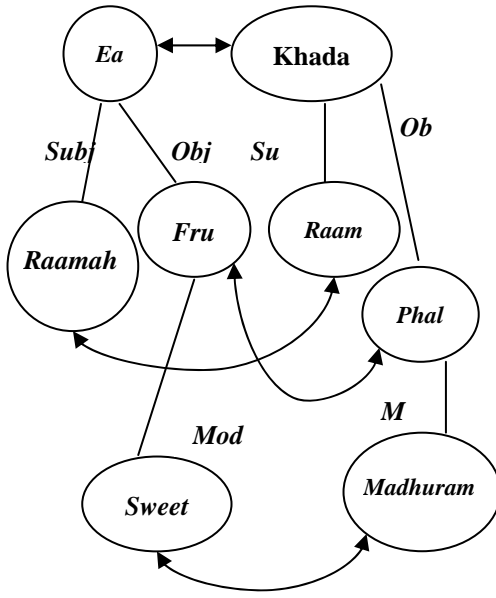 Ea
Khada
Subj
Obj
Su
Ob
Raamah
Fru
Raam
Phal
Mod
M
Sweet
Madhuram